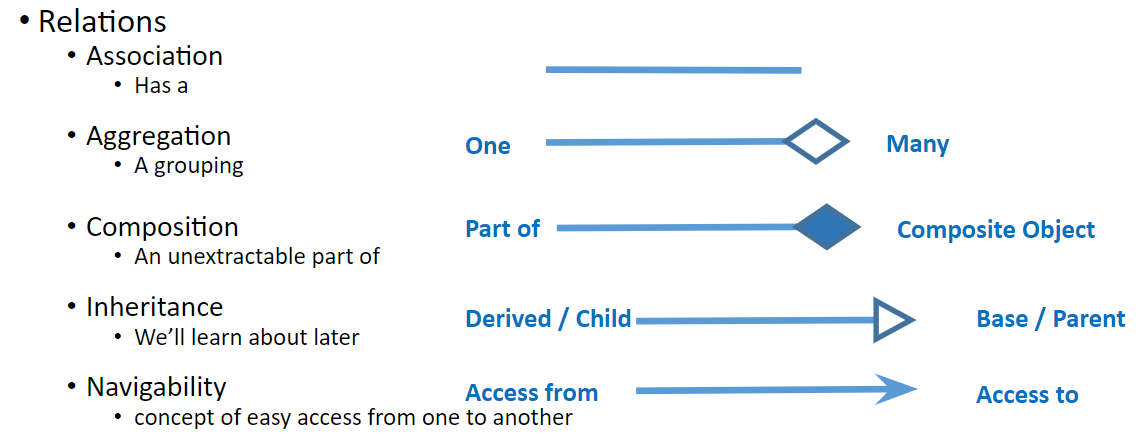 • Relations
• Association
• Has a
• Aggregation
• A grouping
One
Many
• Composition
• An unextractable part of
Part of
Composite Object
• Inheritance
• We'll learn about later
Derived / Child
Base / Parent
• Navigability
• concept of easy access from one to another
Access from
Access to